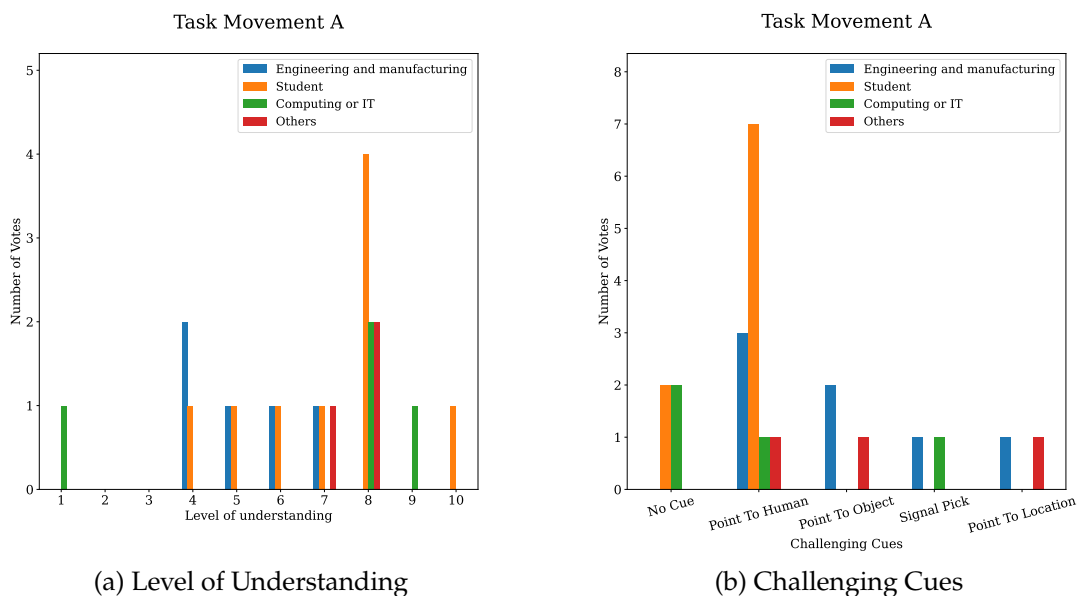 Task Movement A
5
4
3
2
1
0
Number of Votes
Engineering and manufacturing
Student
Computing or IT
Others
1 2 3 4 5 6 7 8 9 10
Level of understanding
(a) Level of Understanding
Task Movement A
8
7
6
5
4
3
2
1
0
Number of Votes
Engineering and manufacturing
Student
Computing or IT
Others
No Cue Point To Human Point To Object Signal Pick Point To Location
Challenging Cues
(b) Challenging Cues